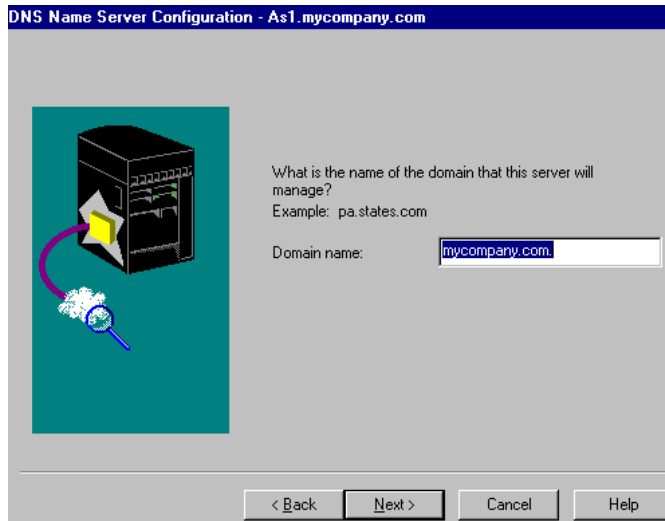 DNS Name Server Configuration - As1.mycompany.com
What is the name of the domain that this server will
manage?
Example: pa.states.com
Domain name: mycompany.com.
< Back Next > Cancel Help